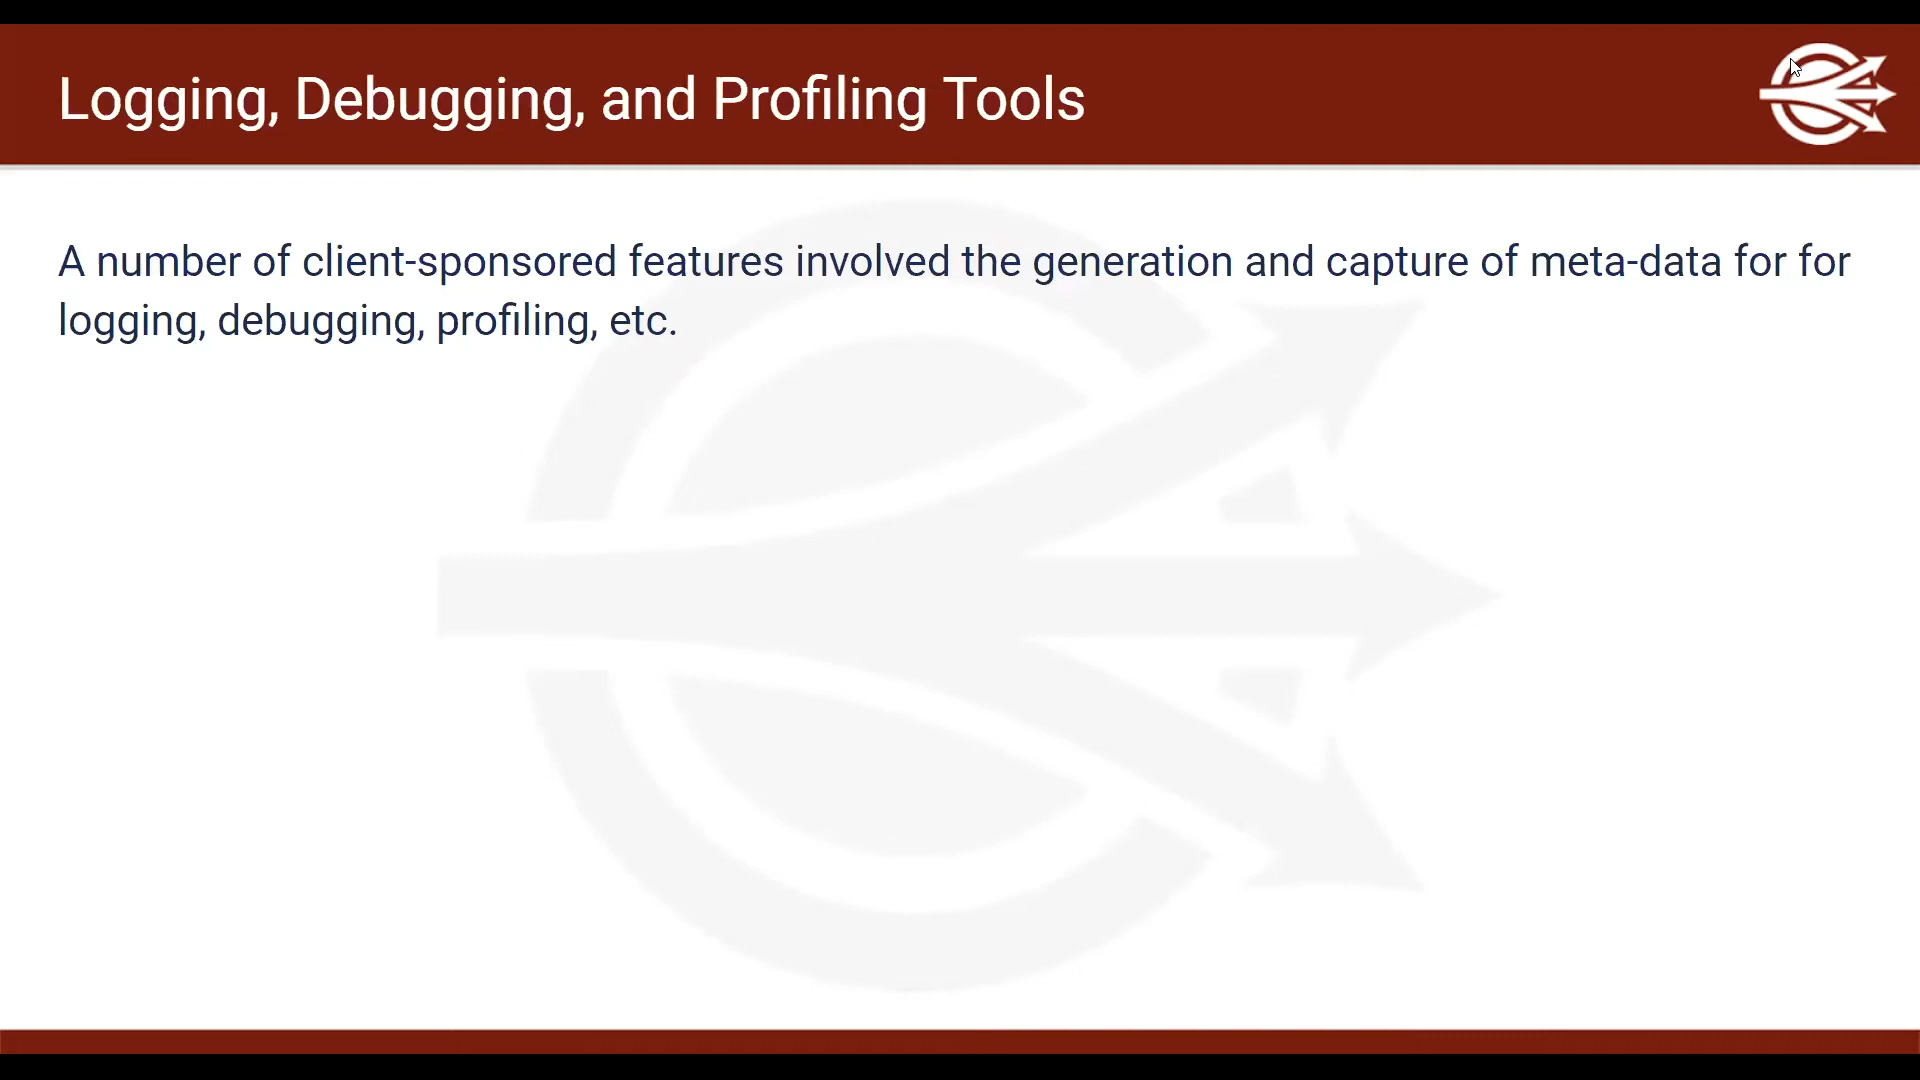 Logging, Debugging, and Profiling Tools
A number of client-sponsored features involved the generation and capture of meta-data for for
logging, debugging, profiling, etc.